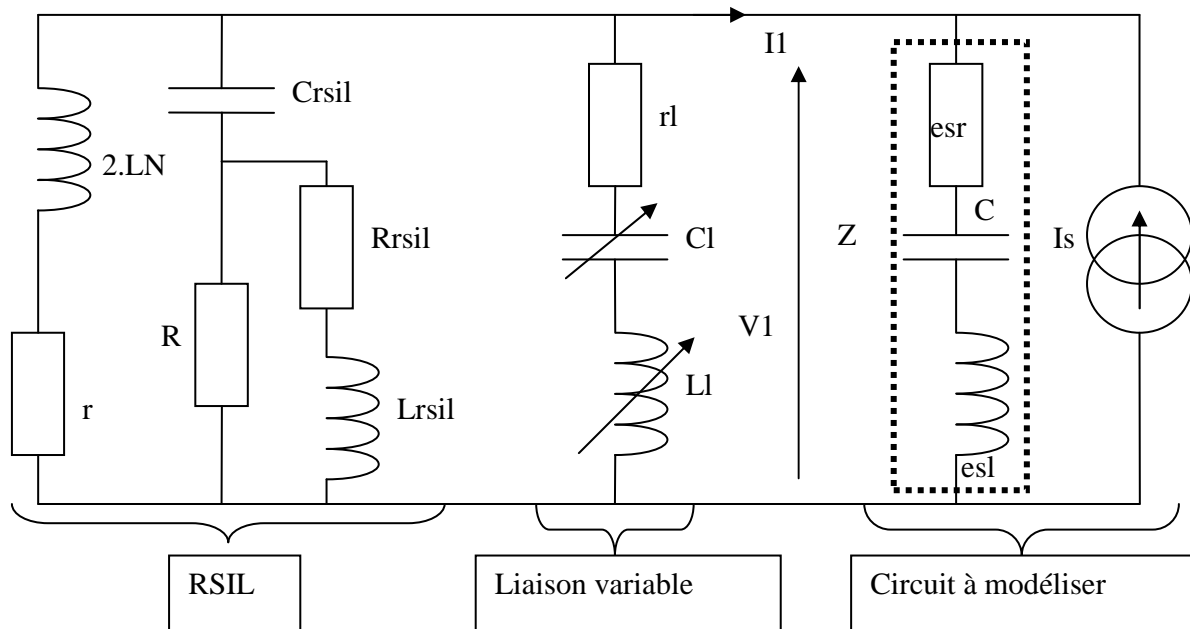 I1
Crsil
rl
esr
2.LN
C
Rrsil
Cl
Z
Is
R
V1
Ll
r
Lrsil
esl
RSIL
Liaison variable
Circuit à modéliser